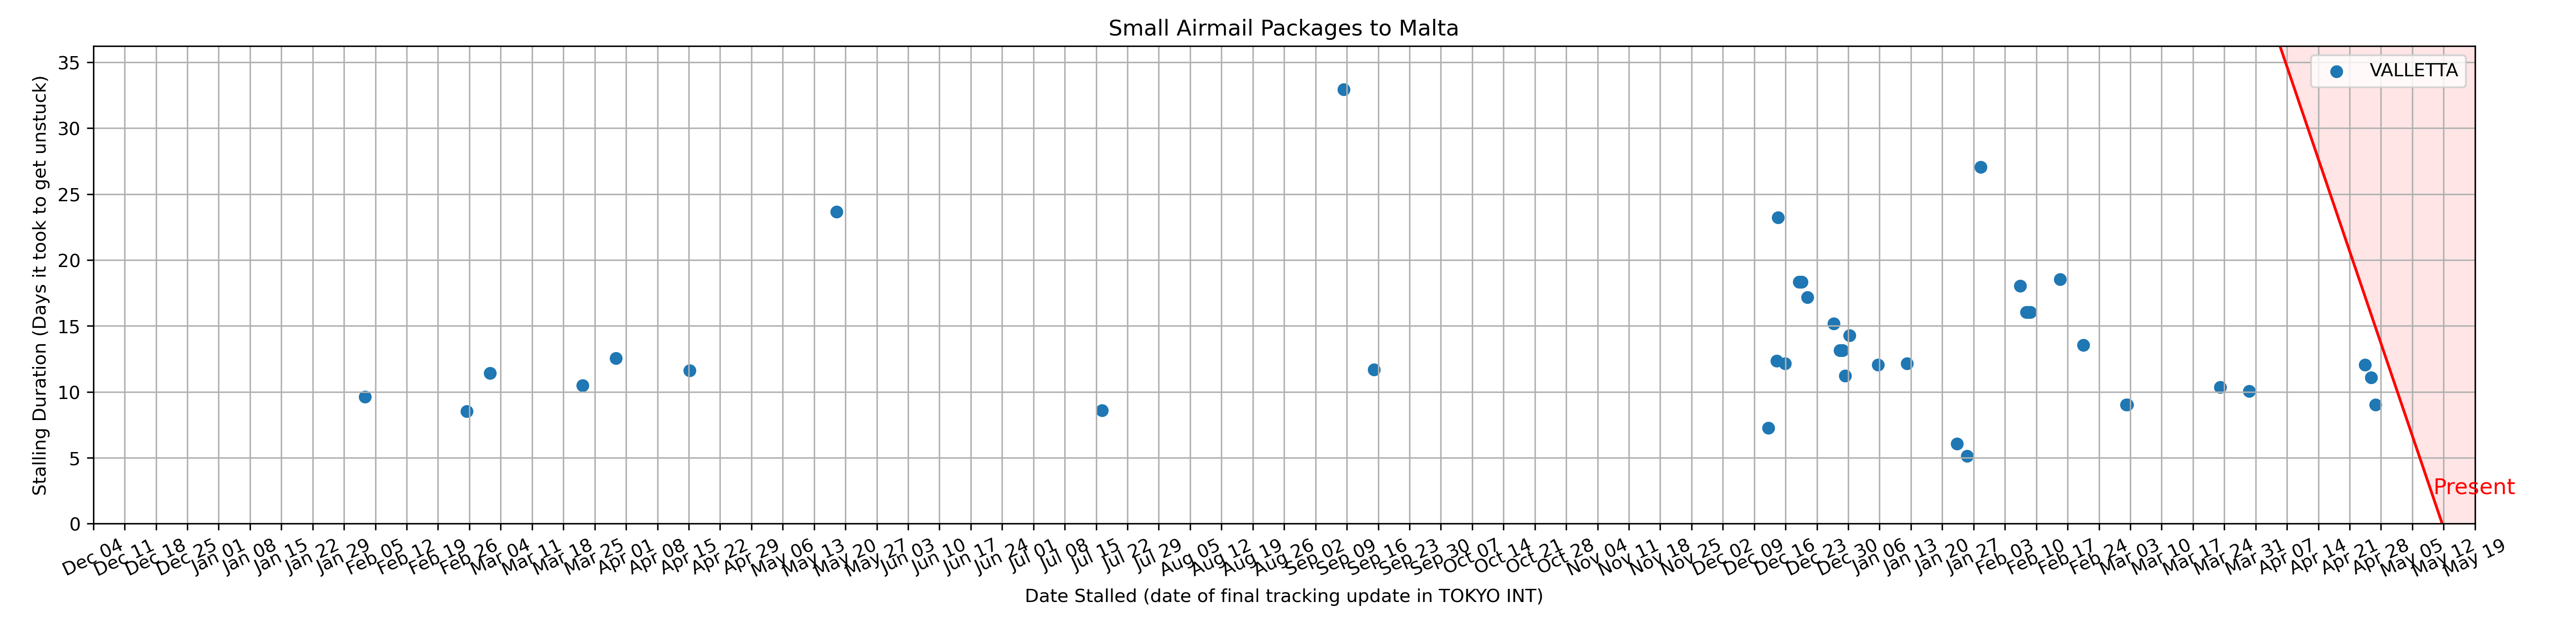 Small Airmail Packages to Malta
Stalling Duration (Days it took to get unstuck)
35
30
25
20
15
10
5
0
VALLETTA
Present
Dec 04
Dec 11
Dec 18
Dec 25
Jan 01
Jan 08
Jan 15
Jan 22
Jan 29
Feb 05
Feb 12
Feb 19
Feb 26
Mar 04
Mar 11
Mar 18
Mar 25
Apr 01
Apr 08
Apr 15
Apr 22
Apr 29
May 06
May 13
May 20
May 27
Jun 03
Jun 10
Jun 17
Jun 24
Jul 01
Jul 08
Jul 15
Jul 22
Jul 29
Aug 05
Aug 12
Aug 19
Aug 26
Sep 02
Sep 09
Sep 16
Sep 23
Sep 30
Oct 07
Oct 14
Oct 21
Oct 28
Nov 04
Nov 11
Nov 18
Nov 25
Dec 02
Dec 09
Dec 16
Dec 23
Dec 30
Jan 06
Jan 13
Jan 20
Jan 27
Feb 03
Feb 10
Feb 17
Feb 24
Mar 03
Mar 10
Mar 17
Mar 24
Mar 31
Apr 07
Apr 14
Apr 21
Apr 28
May 05
May 12
May 19
Date Stalled (date of final tracking update in TOKYO INT)